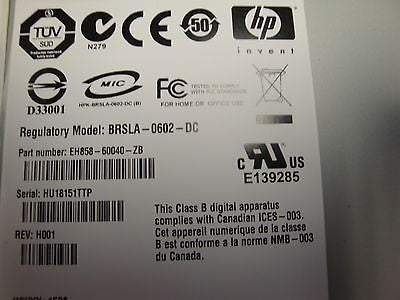 TÜV
SUD
N279
50
hp
invent
D33001
MIC
HPK-BRSLA-0602-DC (B)
FC
TESTED TO COMPLY
WITH FCC STANDARDS
FOR HOME OR OFFICE USE
Regulatory Model: BRSLA-0602-DC
Part number: EH858-60040-ZB
C US
E139285
Serial: HU18151TTP
This Class B digital apparatus
complies with Canadian ICES-003.
Cet appareil numerique de la classe
B est conforme a la norme NMB-003
du Canada.
REV: H001